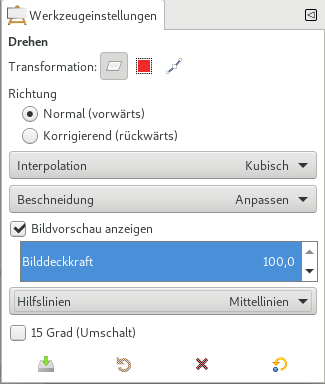 Werkzeugeinstellungen
Drehen
Transformation:
Richtung
Normal (vorwärts)
Korrigierend (rückwärts)
Interpolation Kubisch
Beschneidung Anpassen
Bildvorschau anzeigen
Bilddeckkraft 100,0
Hilfslinien Mittellinien
15 Grad (Umschalt)